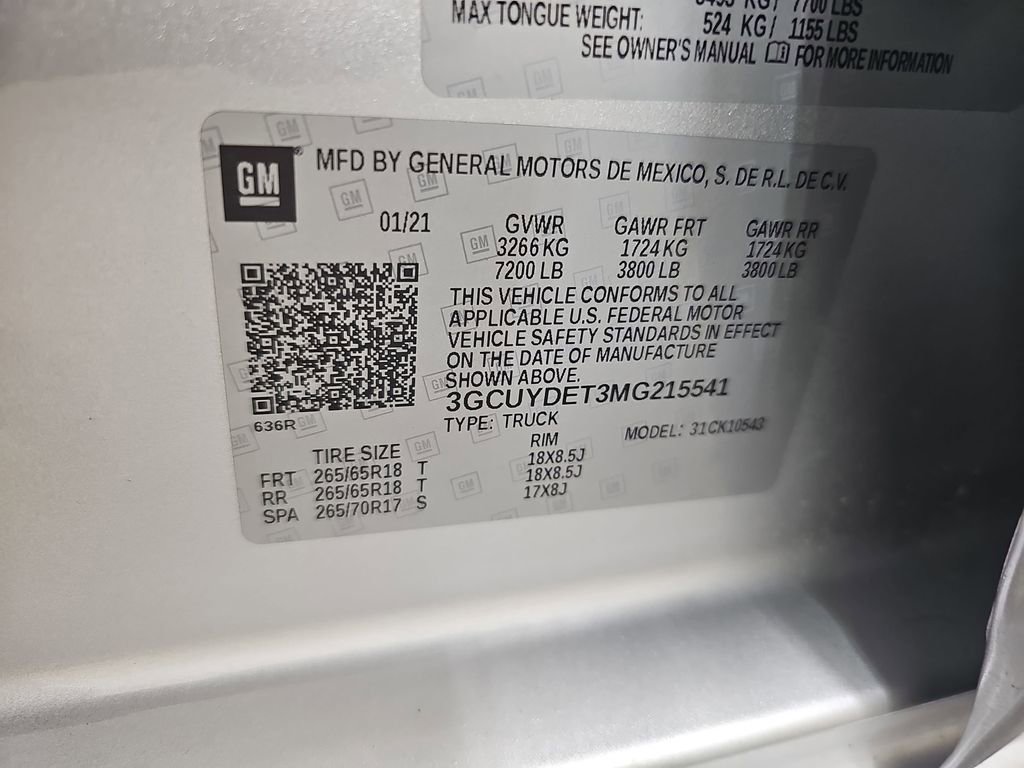 7700 LBS
MAX TONGUE WEIGHT: 524 KG/ 1155 LBS
SEE OWNER'S MANUAL FOR MORE INFORMATION
GM
MFD BY GENERAL MOTORS DE MEXICO, S. DE R.L. DE C.V.
01/21 GVWR GAWR FRT GAWR RR
3266 KG 1724 KG 1724 KG
7200 LB 3800 LB 3800 LB
THIS VEHICLE CONFORMS TO ALL
APPLICABLE U.S. FEDERAL MOTOR
VEHICLE SAFETY STANDARDS IN EFFECT
ON THE DATE OF MANUFACTURE
SHOWN ABOVE.
3GCUYDET3MG215541
636R
TYPE: TRUCK MODEL: 31CK10543
TIRE SIZE RIM
FRT 265/65R18 T 18X8.5J
RR 265/65R18 T 18X8.5J
SPA 265/70R17 S 17X8J